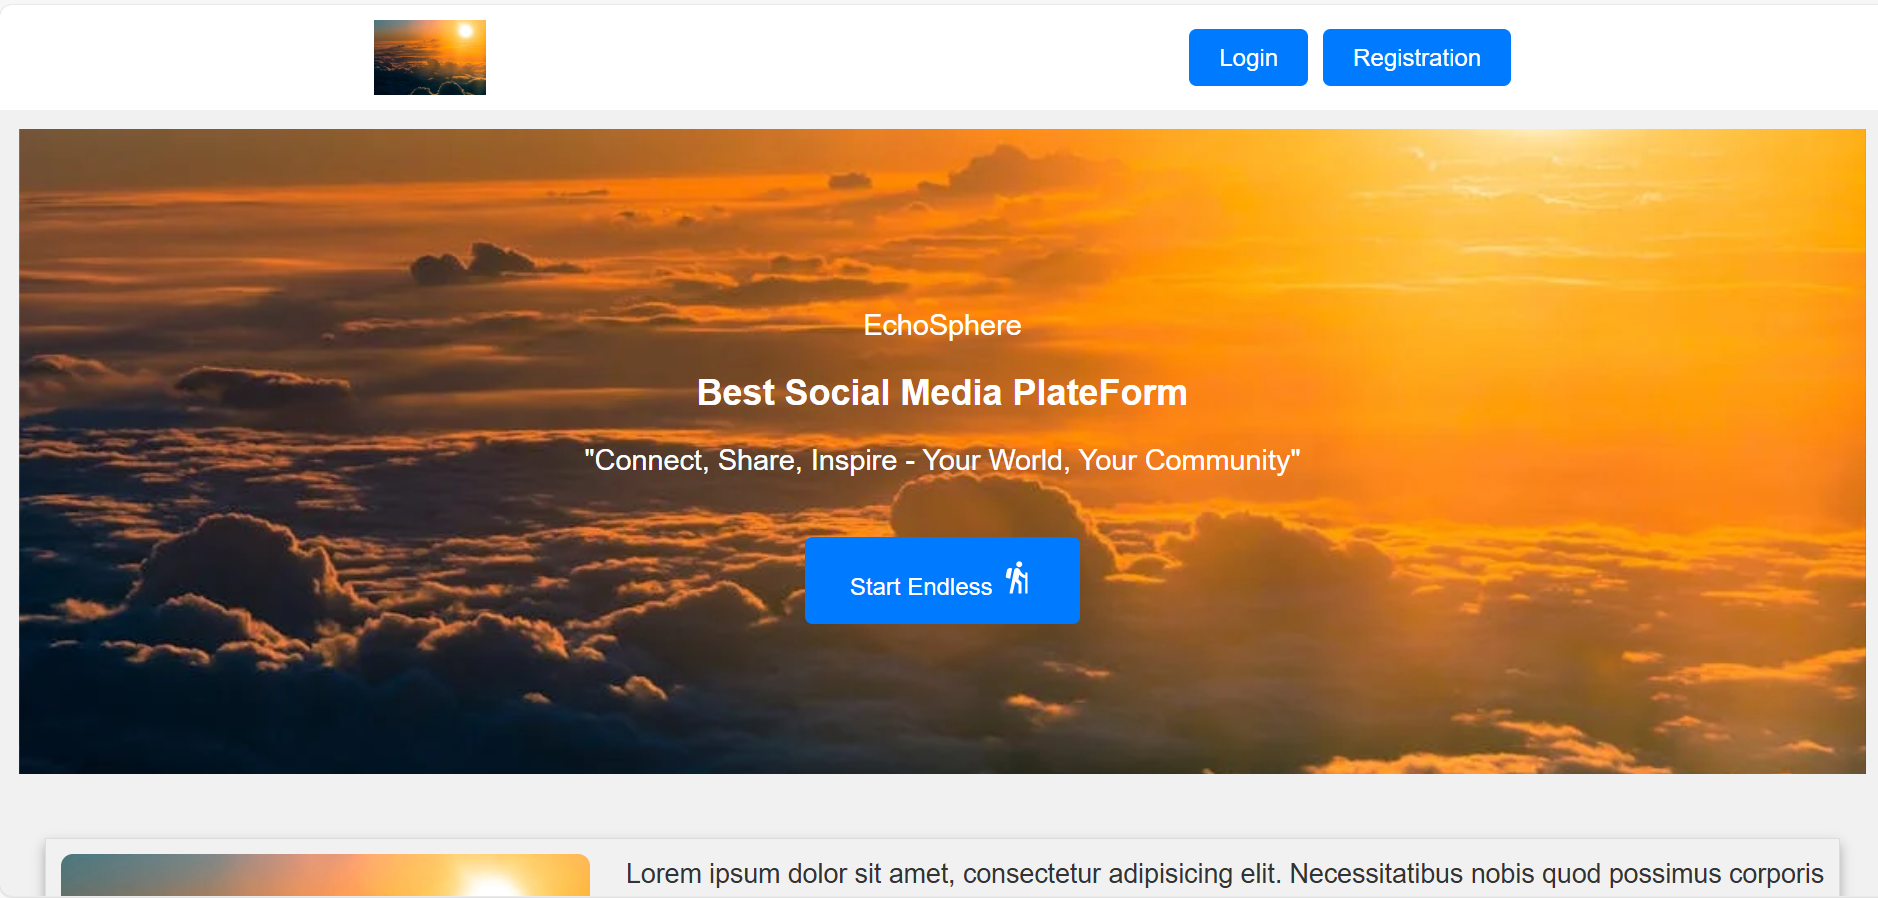 Login
Registration
EchoSphere
Best Social Media PlateForm
"Connect, Share, Inspire - Your World, Your Community"
Start Endless
Lorem ipsum dolor sit amet, consectetur adipisicing elit. Necessitatibus nobis quod possimus corporis